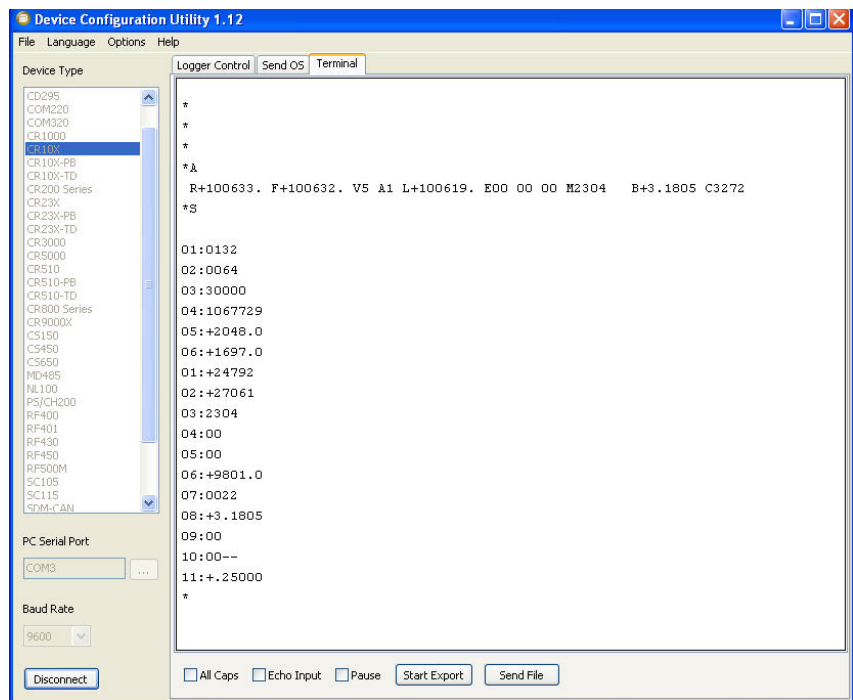 Device Configuration Utility 1.12
File Language Options Help
Device Type
CD295
COM220
COM320
CR1000
CR10X
CR10X-PB
CR10X-TD
CR200 Series
CR23X
CR23X-PB
CR23X-TD
CR3000
CR5000
CR510
CR510-PB
CR510-TD
CR800 Series
CR9000X
CS150
CS450
CS650
MD485
NL100
PS/CH200
RF400
RF401
RF430
RF450
RF500M
SC105
SC115
SDM-CAN
PC Serial Port
COM3
...
Baud Rate
9600
Disconnect
Logger Control Send OS Terminal
*
*
*
*A
R+100633. F+100632. V5 A1 L+100619. E00 00 00 M2304 B+3.1805 C3272
*S
01:0132
02:0064
03:30000
04:1067729
05:+2048.0
06:+1697.0
01:+24792
02:+27061
03:2304
04:00
05:00
06:+9801.0
07:0022
08:+3.1805
09:00
10:00--
11:+.25000
*
All Caps Echo Input Pause Start Export Send File